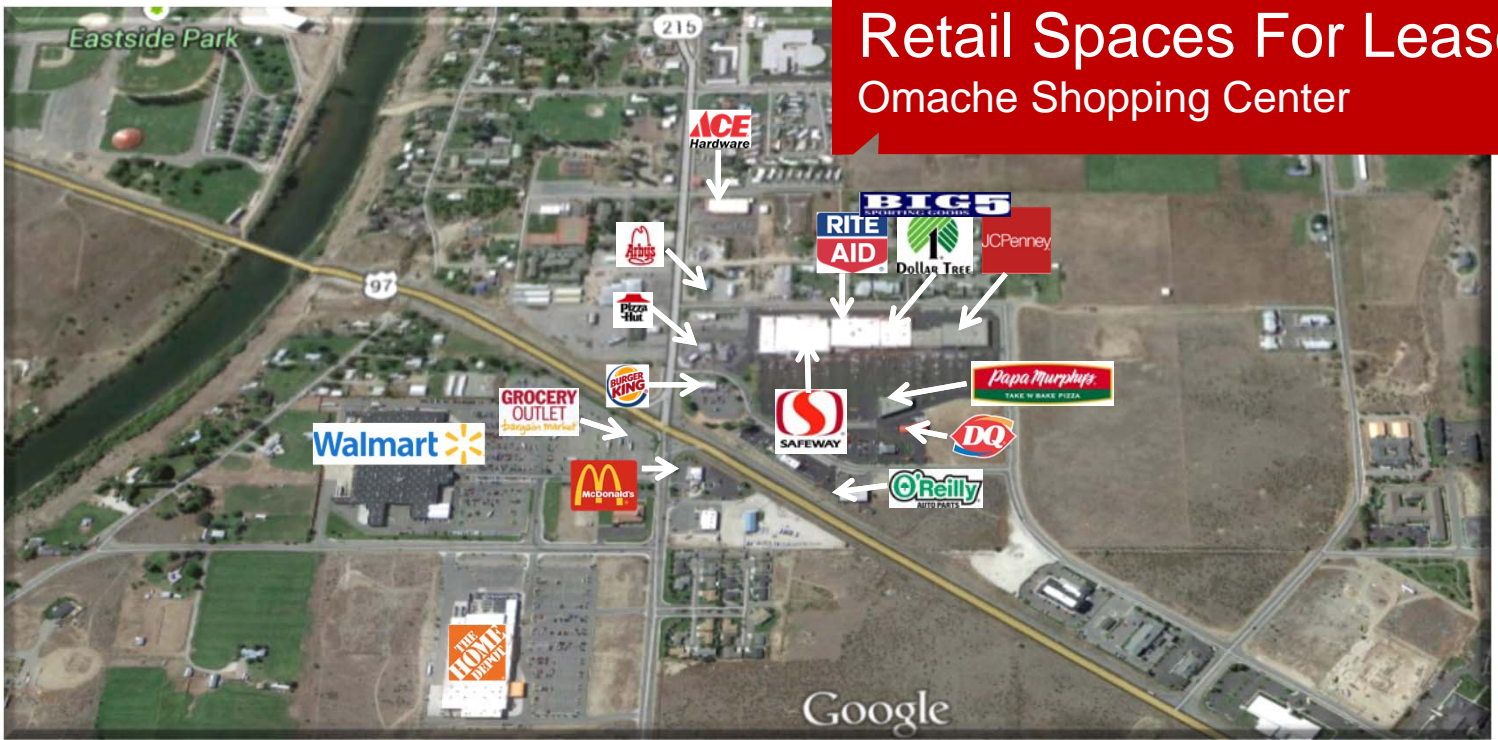 Retail Spaces For Leas
Omache Shopping Center
Eastside Park
215
ACE
Hardware
BIG 5
SPORTING GOODS
RITE
AID
1
DOLLAR TREE
JCPenney
Arby's
97
Pizza
Hut
BURGER
KING
Papa Murphy's
TAKE 'N' BAKE PIZZA
GROCERY
OUTLET
bargain market
SAFEWAY
Walmart
DQ
McDonald's
O'Reilly
AUTO PARTS
THE
HOME
DEPOT
Google